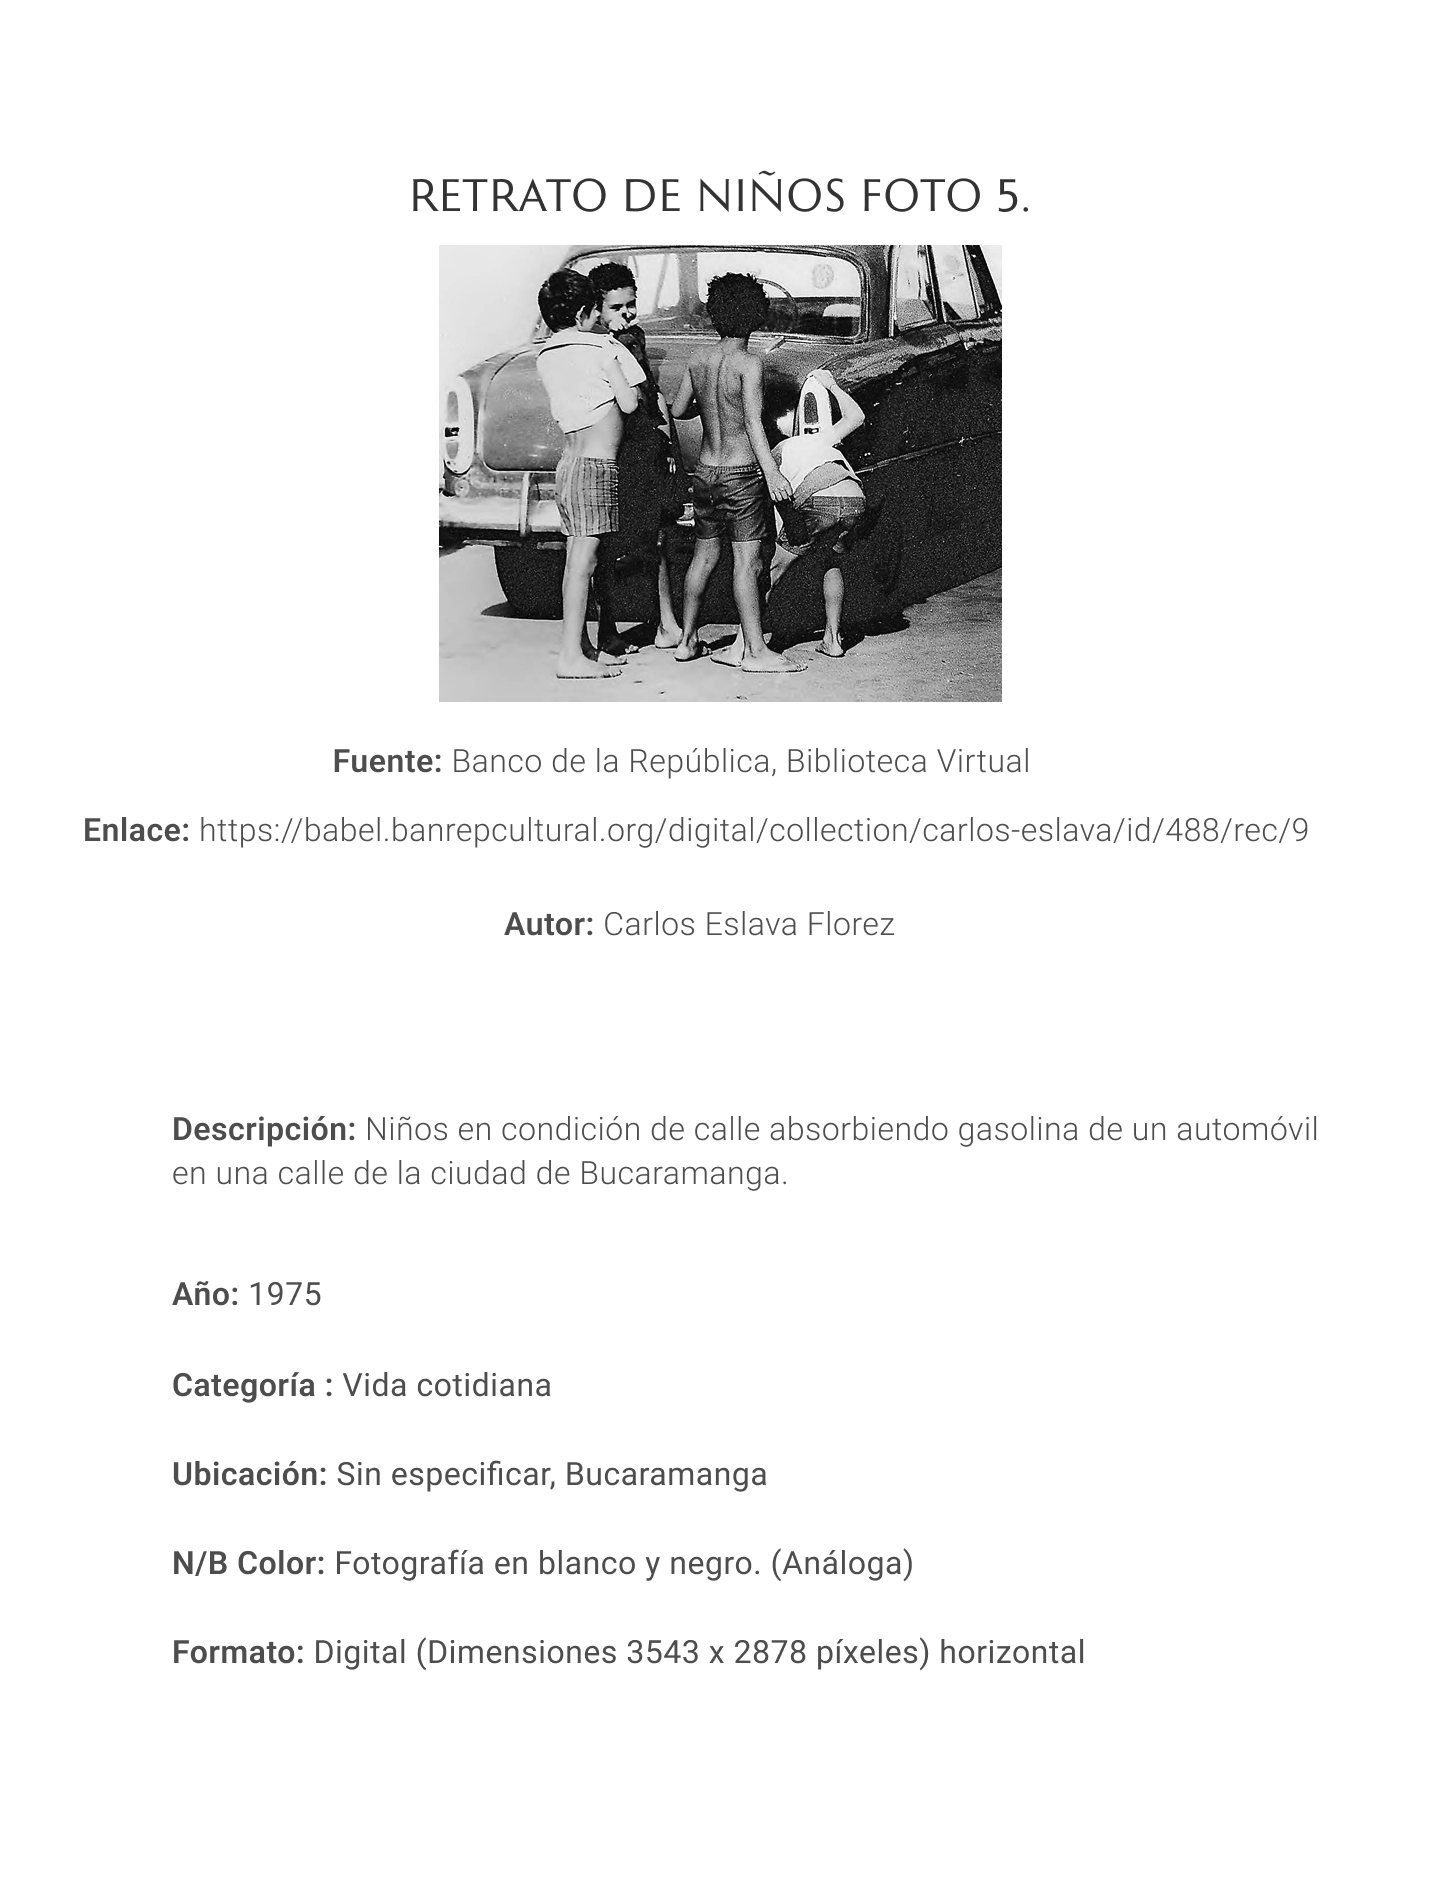 RETRATO DE NIÑOS FOTO 5.
Fuente: Banco de la República, Biblioteca Virtual
Enlace: https://babel.banrepcultural.org/digital/collection/carlos-eslava/id/488/rec/9
Autor: Carlos Eslava Florez
Descripción: Niños en condición de calle absorbiendo gasolina de un automóvil
en una calle de la ciudad de Bucaramanga.
Año: 1975
Categoría : Vida cotidiana
Ubicación: Sin especificar, Bucaramanga
N/B Color: Fotografía en blanco y negro. (Análoga)
Formato: Digital (Dimensiones 3543 x 2878 píxeles) horizontal